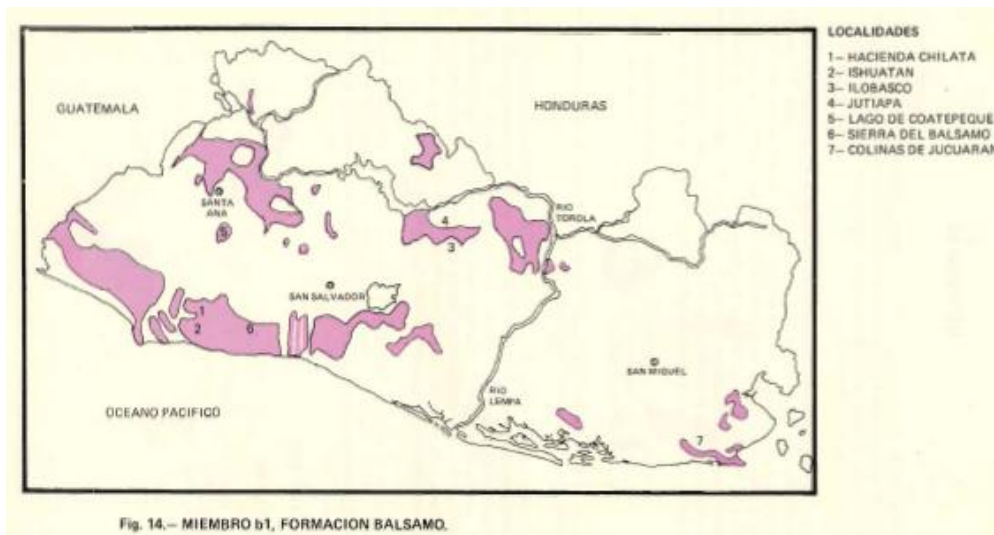 LOCALIDADES
1– HACIENDA CHILATA
2– ISHUATAN
3– ILOBASCO
4– JUTIAPA
5– LAGO DE COATEPEQUE
6– SIERRA DEL BALSAMO
7– COLINAS DE JUCUARAN
GUATEMALA
HONDURAS
SANTA
ANA
5
4
3
RIO
TOROLA
SAN SALVADOR
1
2
6
SAN MIGUEL
RIO
LEMPA
OCEANO PACIFICO
7
Fig. 14.— MIEMBRO b1, FORMACION BALSAMO.